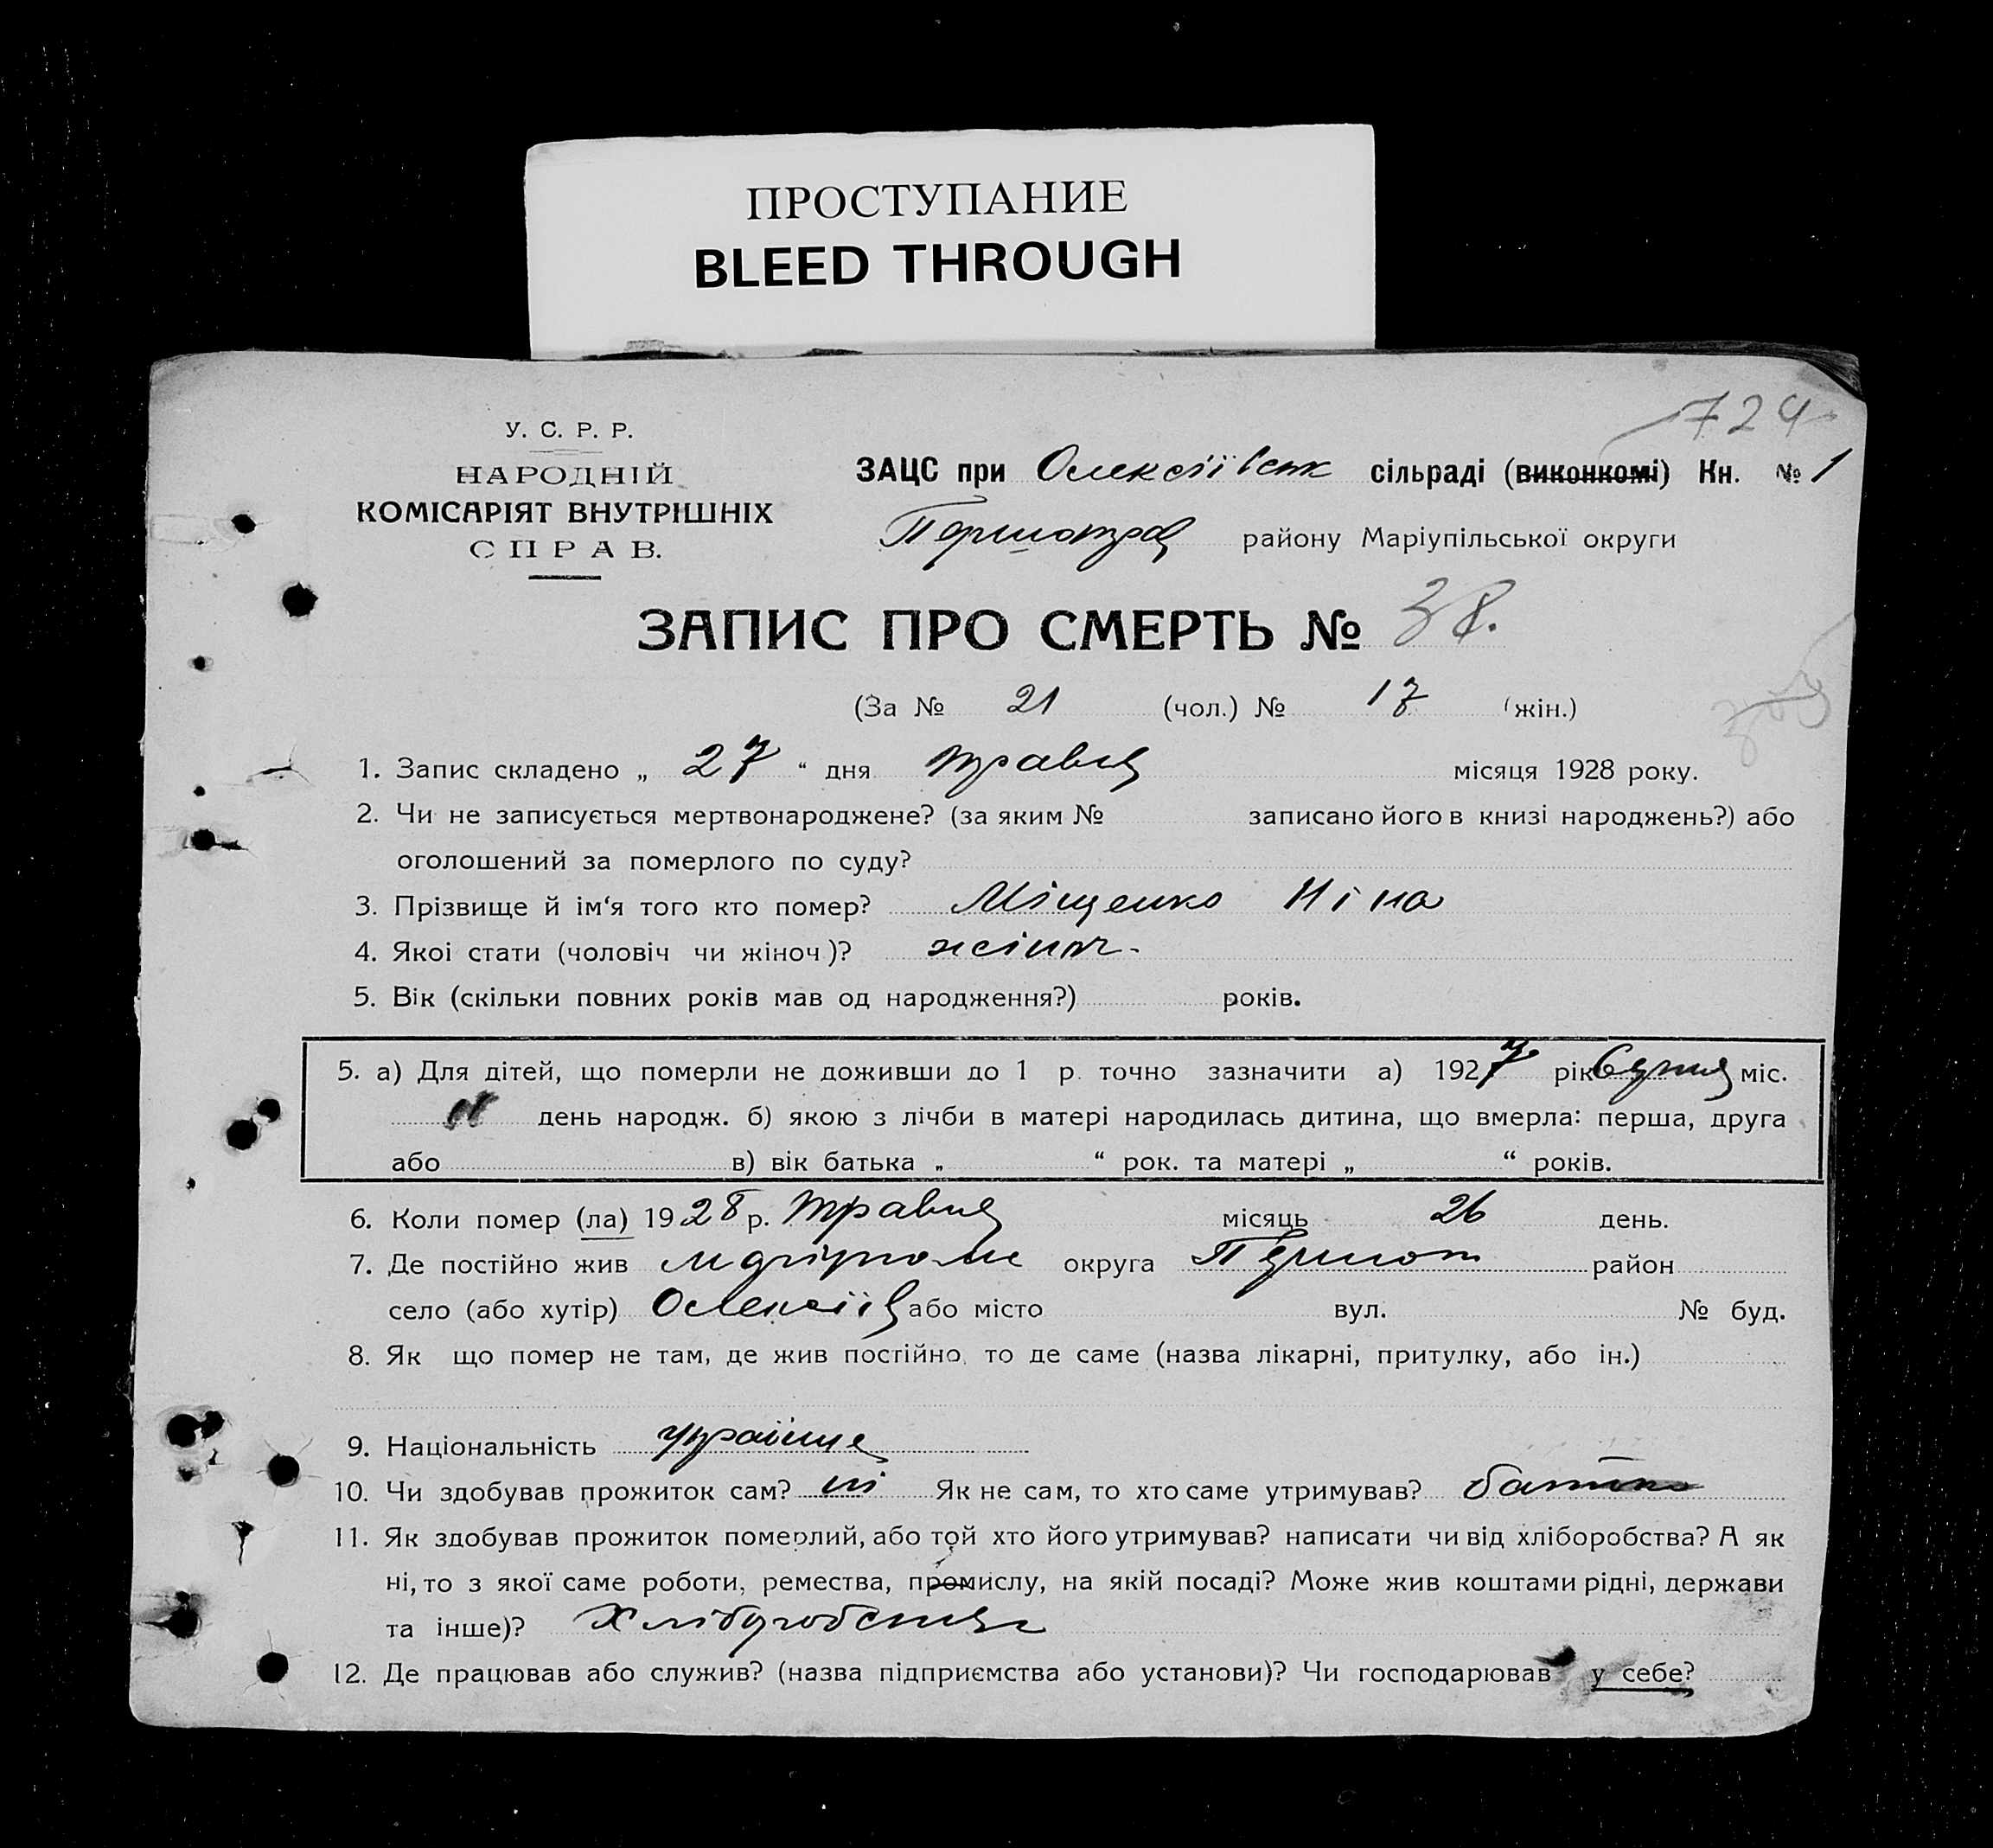 ПРОСТУПАНИЕ
BLEED THROUGH
724
У. С. Р. Р.
НАРОДНІЙ
КОМІСАРІЯТ ВНУТРІШНІХ
СПРАВ.
ЗАЦС при Олексіївськ сільраді (виконкомі) Кн. № 1
Першотрав району Маріупільської округи
ЗАПИС ПРО СМЕРТЬ № 38.
(За № 21 (чол.) № 17 (жін.)
1. Запис складено „ 27 “ дня травня місяця 1928 року.
2. Чи не записується мертвонароджене? (за яким № записано його в книзі народжень?) або
оголошений за померлого по суду?
3. Прізвище й ім‘я того кто помер? Міщенко Ніна
4. Якоі стати (чоловіч чи жіноч)? жіноч-
5. Вік (скільки повних років мав од народження?) років.
5. а) Для дітей, що померли не доживши до 1 р. точно зазначити а) 1927 рік міс.
день народж. б) якою з лічби в матері народилась дитина, що вмерла: перша, друга
або в) вік батька „ “ рок. та матері „ “ років.
6. Коли помер (ла) 1928 р. травня місяць 26 день.
7. Де постійно жив округа Першот район
село (або хутір) Олексіїв або місто вул. № буд.
8. Як що помер не там, де жив постійно, то де саме (назва лікарні, притулку, або ін.)
9. Національність україне
10. Чи здобував прожиток сам? ні Як не сам, то хто саме утримував? батько
11. Як здобував прожиток померлий, або той хто його утримував? написати чи від хліборобства? А як
ні, то з якої саме роботи, ремества, промислу, на якій посаді? Може жив коштами рідні, держави
та інше)?
12. Де працював або служив? (назва підприємства або установи)? Чи господарював у себе?